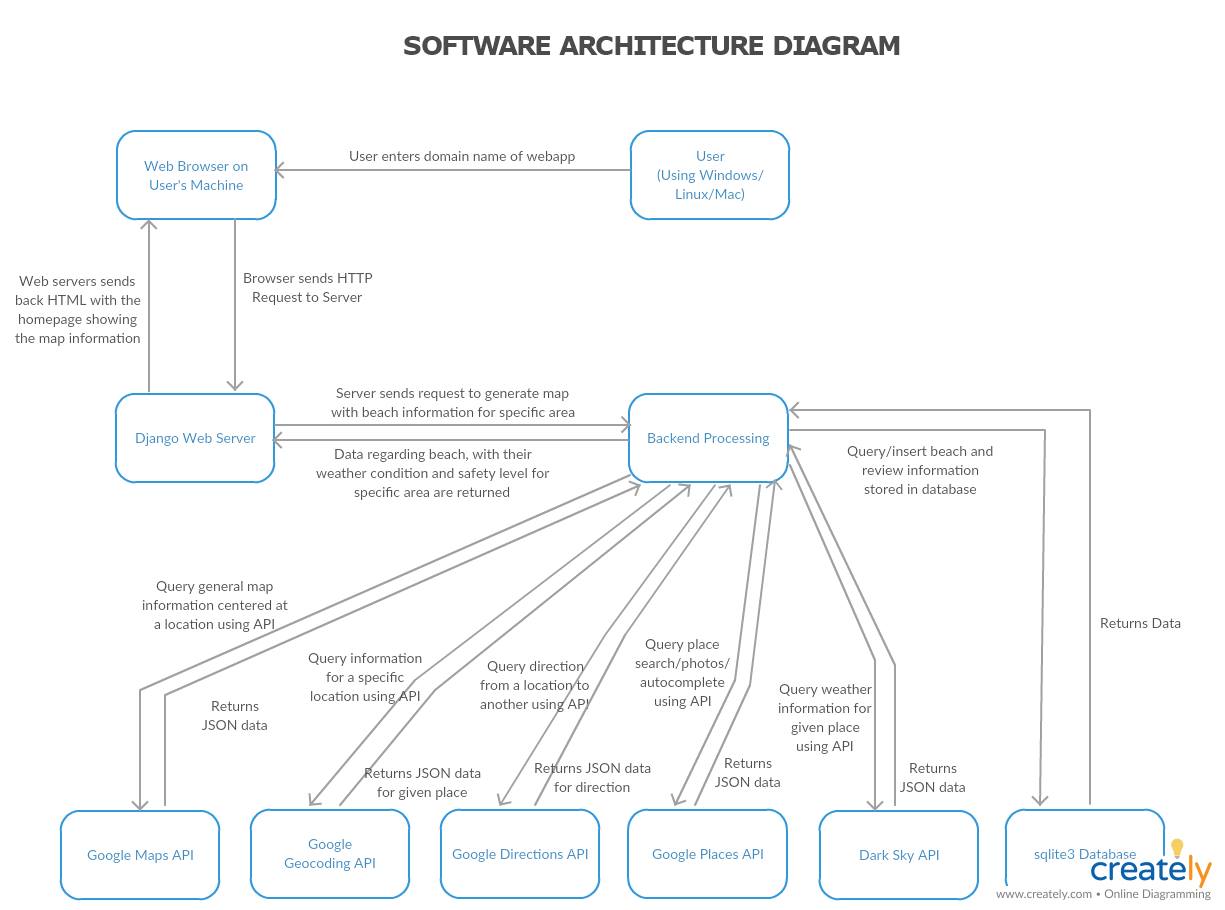 SOFTWARE ARCHITECTURE DIAGRAM
Web Browser on
User's Machine
User enters domain name of webapp
User
(Using Windows/
Linux/Mac)
Web servers sends
back HTML with the
homepage showing
the map information
Browser sends HTTP
Request to Server
Django Web Server
Server sends request to generate map
with beach information for specific area
Data regarding beach, with their
weather condition and safety level for
specific area are returned
Backend Processing
Query/insert beach and
review information
stored in database
Returns Data
Query general map
information centered at
a location using API
Returns
JSON data
Query information
for a specific
location using API
Returns JSON data
for given place
Query direction
from a location to
another using API
Returns JSON data
for direction
Query place
search/photos/
autocomplete
using API
Returns
JSON data
Query weather
information for
given place
using API
Returns
JSON data
Google Maps API
Google
Geocoding API
Google Directions API
Google Places API
Dark Sky API
sqlite3 Database
creately
www.creately.com • Online Diagramming